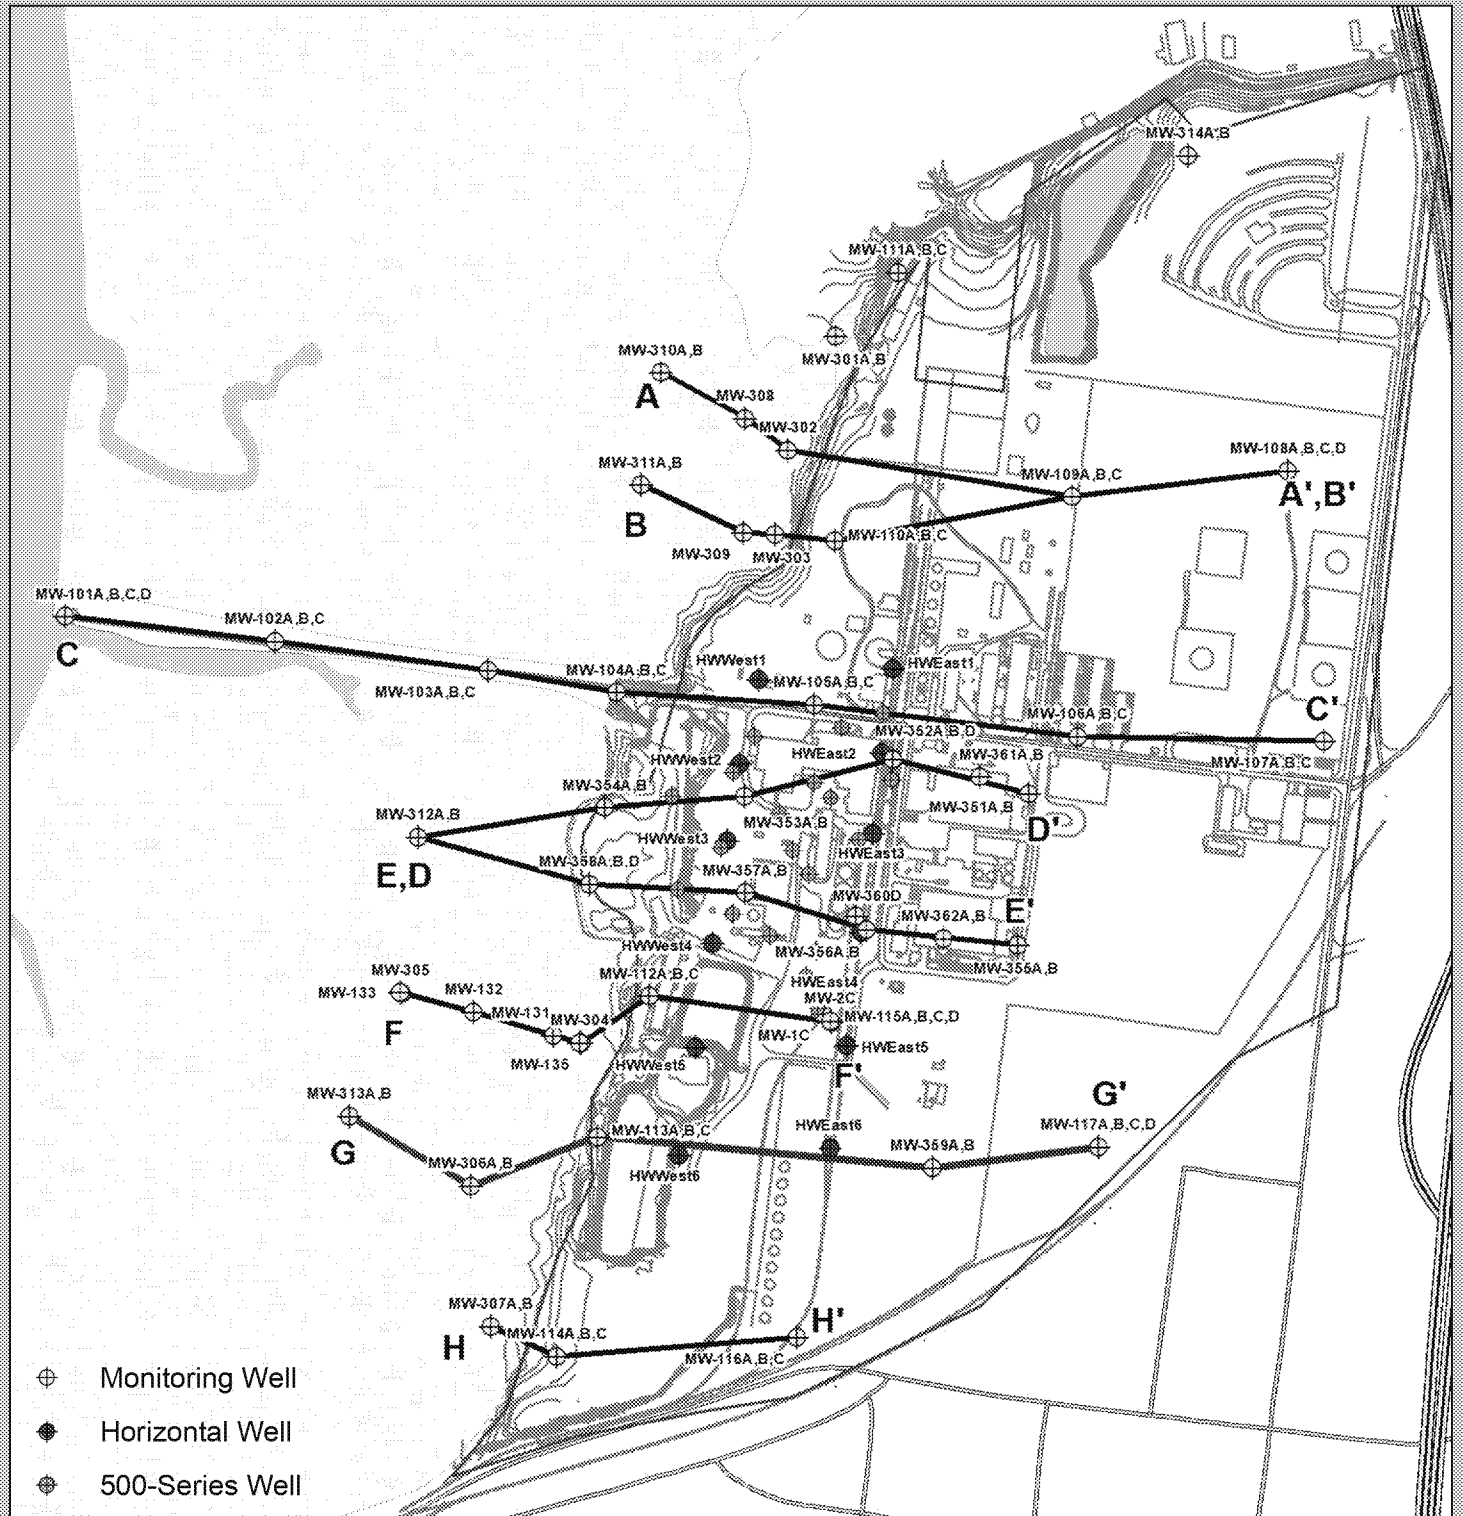 MW-314A,B
MW-111A,B,C
MW-301A,B
MW-310A,B
A
MW-308
MW-302
MW-311A,B
B
MW-309
MW-303
MW-110A,B,C
MW-109A,B,C
MW-108A,B,C,D
A',B'
MW-101A,B,C,D
C
MW-102A,B,C
MW-103A,B,C
MW-104A,B,C
HWWest1
MW-105A,B,C
HWEast1
MW-106A,B,C
C'
MW-107A,B,C
MW-352A,B,D
HWEast2
MW-361A,B
HWWest2
MW-354A,B
MW-351A,B
D'
MW-312A,B
E,D
MW-353A,B
HWWest3
HWEast3
MW-358A,B,D
MW-357A,B
MW-360D
MW-362A,B
E'
HWWest4
MW-356A,B
MW-355A,B
MW-305
MW-133
MW-132
MW-131
MW-304
MW-135
F
MW-112A,B,C
HWEast4
MW-2C
MW-115A,B,C,D
MW-1C
HWEast5
HWWest5
F'
MW-313A,B
G
MW-306A,B
MW-113A,B,C
HWWest6
HWEast6
MW-359A,B
G'
MW-117A,B,C,D
MW-307A,B
H
MW-114A,B,C
MW-116A,B,C
H'
Monitoring Well
Horizontal Well
500-Series Well